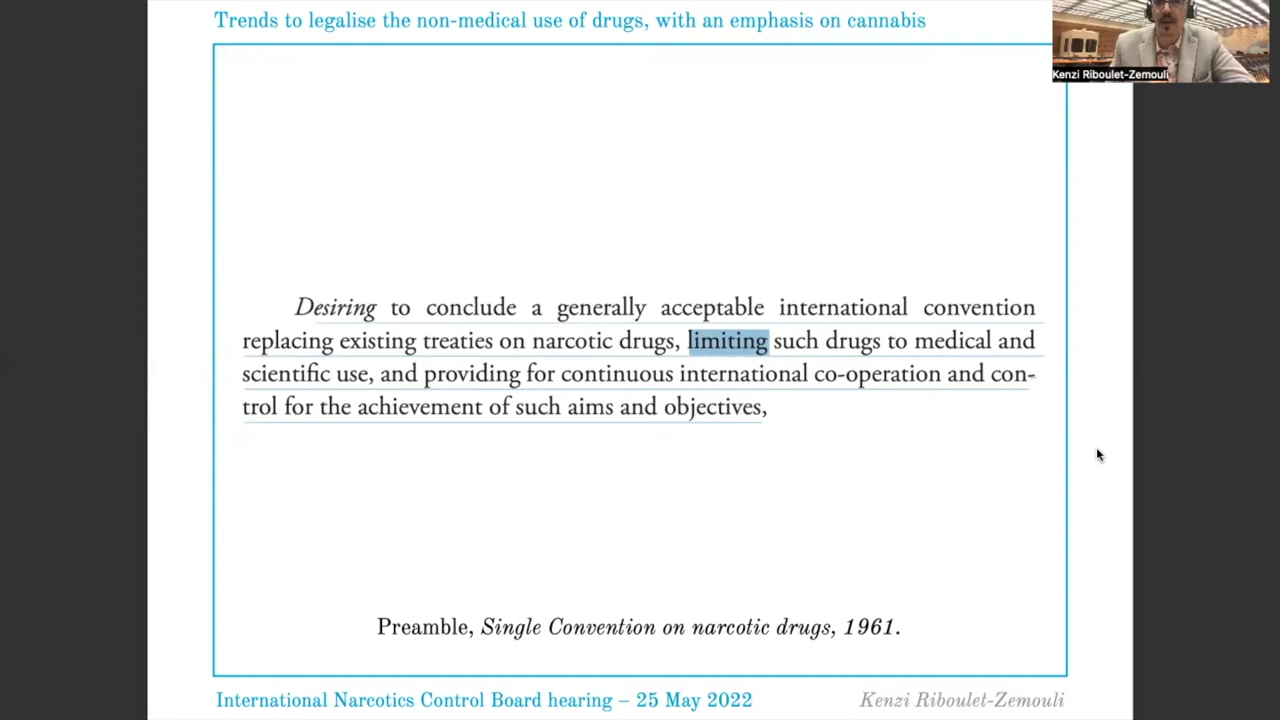 Trends to legalise the non-medical use of drugs, with an emphasis on cannabis
Kenzi Riboulet-Zemouli
Desiring to conclude a generally acceptable international convention
replacing existing treaties on narcotic drugs, limiting such drugs to medical and
scientific use, and providing for continuous international co-operation and con-
trol for the achievement of such aims and objectives,
Preamble, Single Convention on narcotic drugs, 1961.
International Narcotics Control Board hearing – 25 May 2022
Kenzi Riboulet-Zemouli